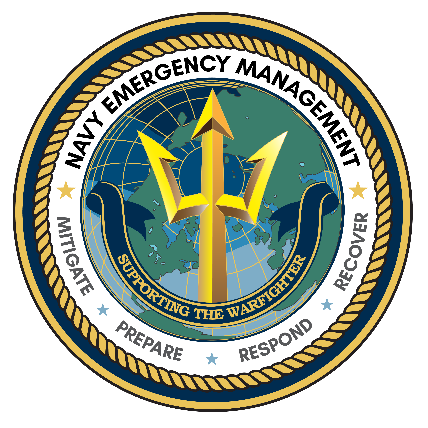 NAVY EMERGENCY MANAGEMENT
MITIGATE
PREPARE
RESPOND
RECOVER
SUPPORTING THE WARFIGHTER